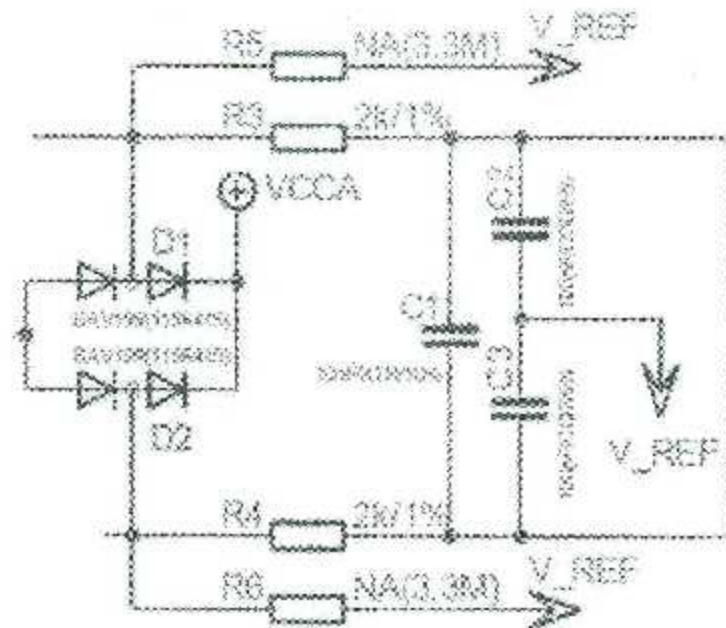 V_REF
R5 NA(3.3M)
R3 2k/1%
VCCA
C2
D1
C1
C3
D2
V_REF
R4 2k/1%
V_REF
R6 NA(3.3M)